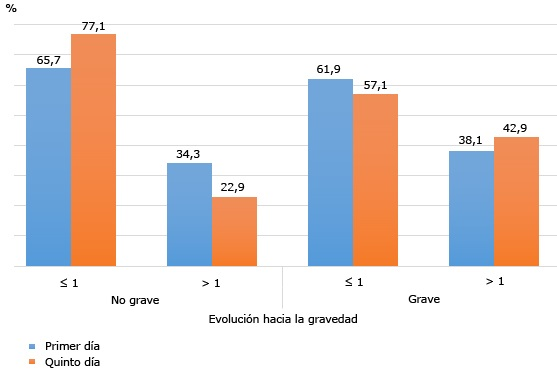 %
77,1
65,7
61,9
57,1
42,9
38,1
34,3
22,9
≤ 1
> 1
≤ 1
> 1
No grave
Grave
Evolución hacia la gravedad
Primer día
Quinto día